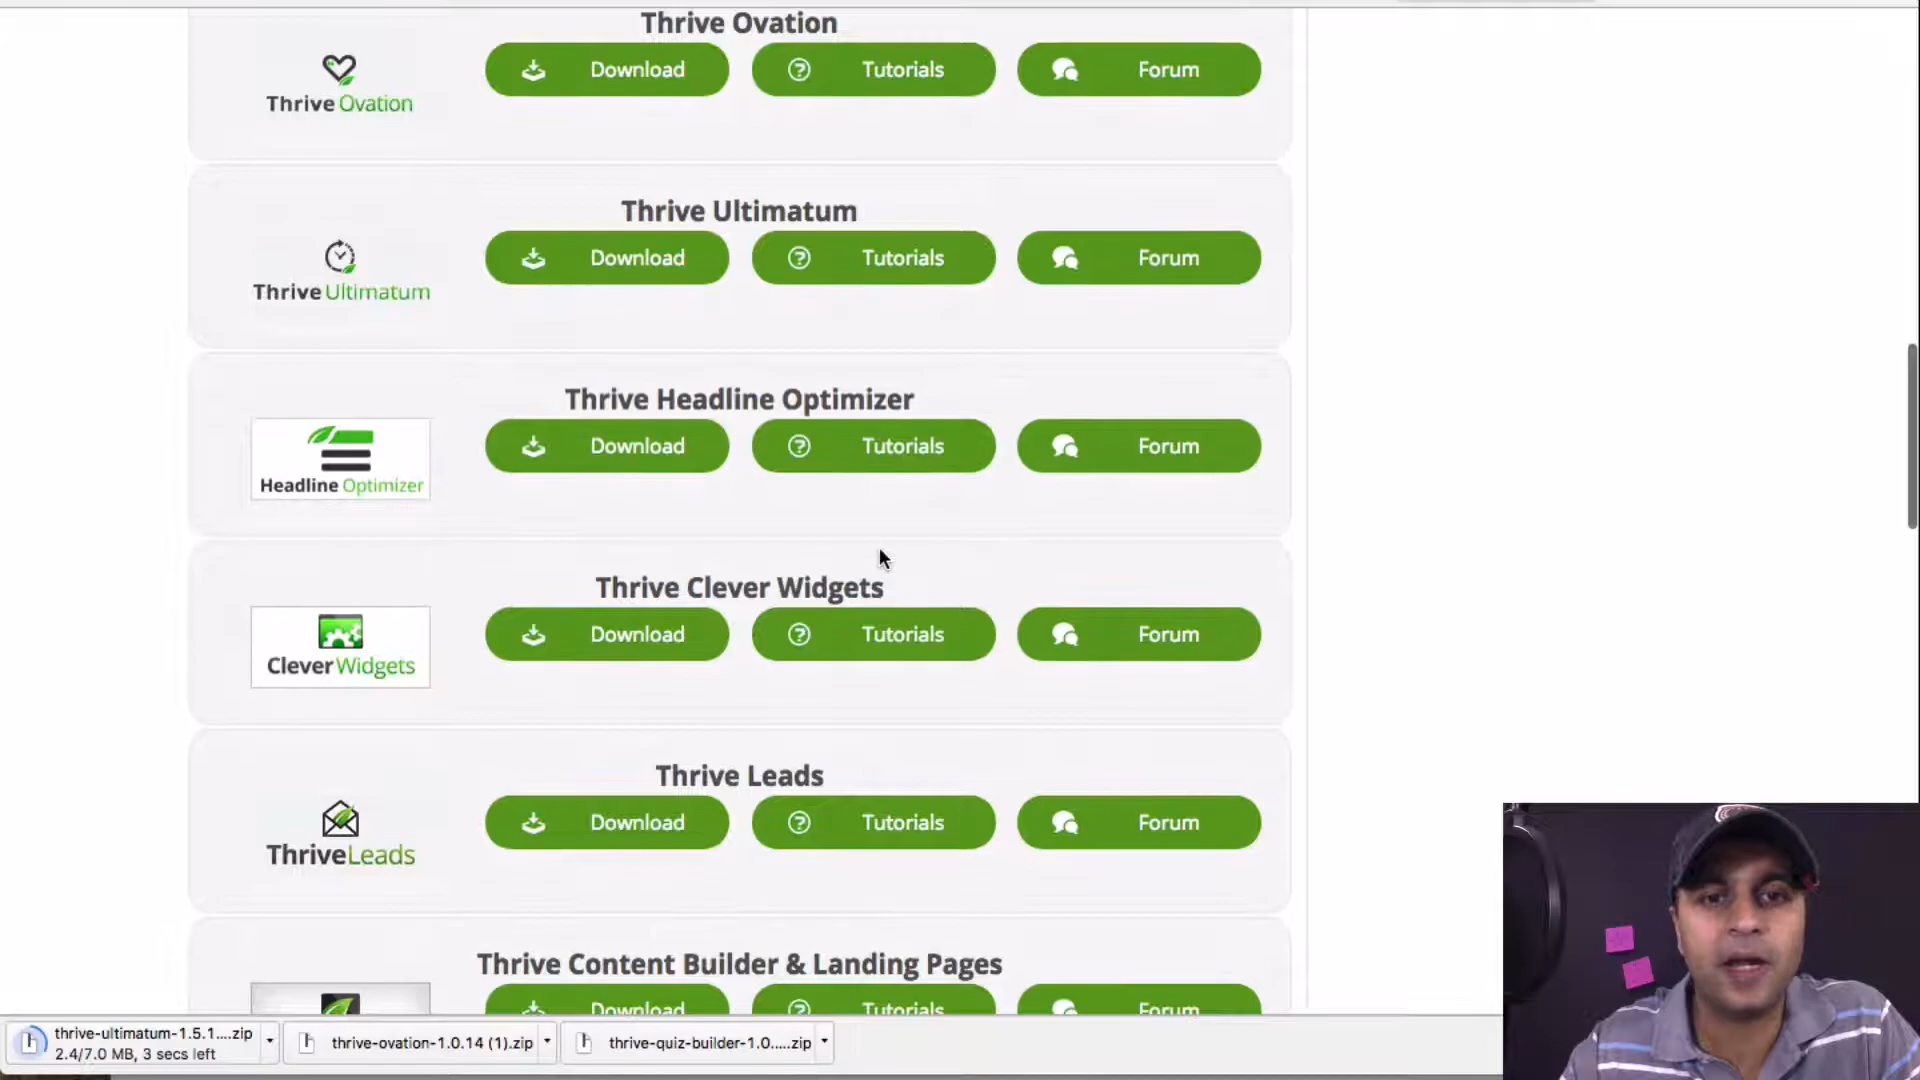 Thrive Ovation
Thrive Ovation
Download
Tutorials
Forum
Thrive Ultimatum
Thrive Ultimatum
Download
Tutorials
Forum
Thrive Headline Optimizer
Headline Optimizer
Download
Tutorials
Forum
Thrive Clever Widgets
Clever Widgets
Download
Tutorials
Forum
Thrive Leads
ThriveLeads
Download
Tutorials
Forum
Thrive Content Builder & Landing Pages
Download
Tutorials
Forum
thrive-ultimatum-1.5.1....zip
2.4/7.0 MB, 3 secs left
thrive-ovation-1.0.14 (1).zip
thrive-quiz-builder-1.0.....zip